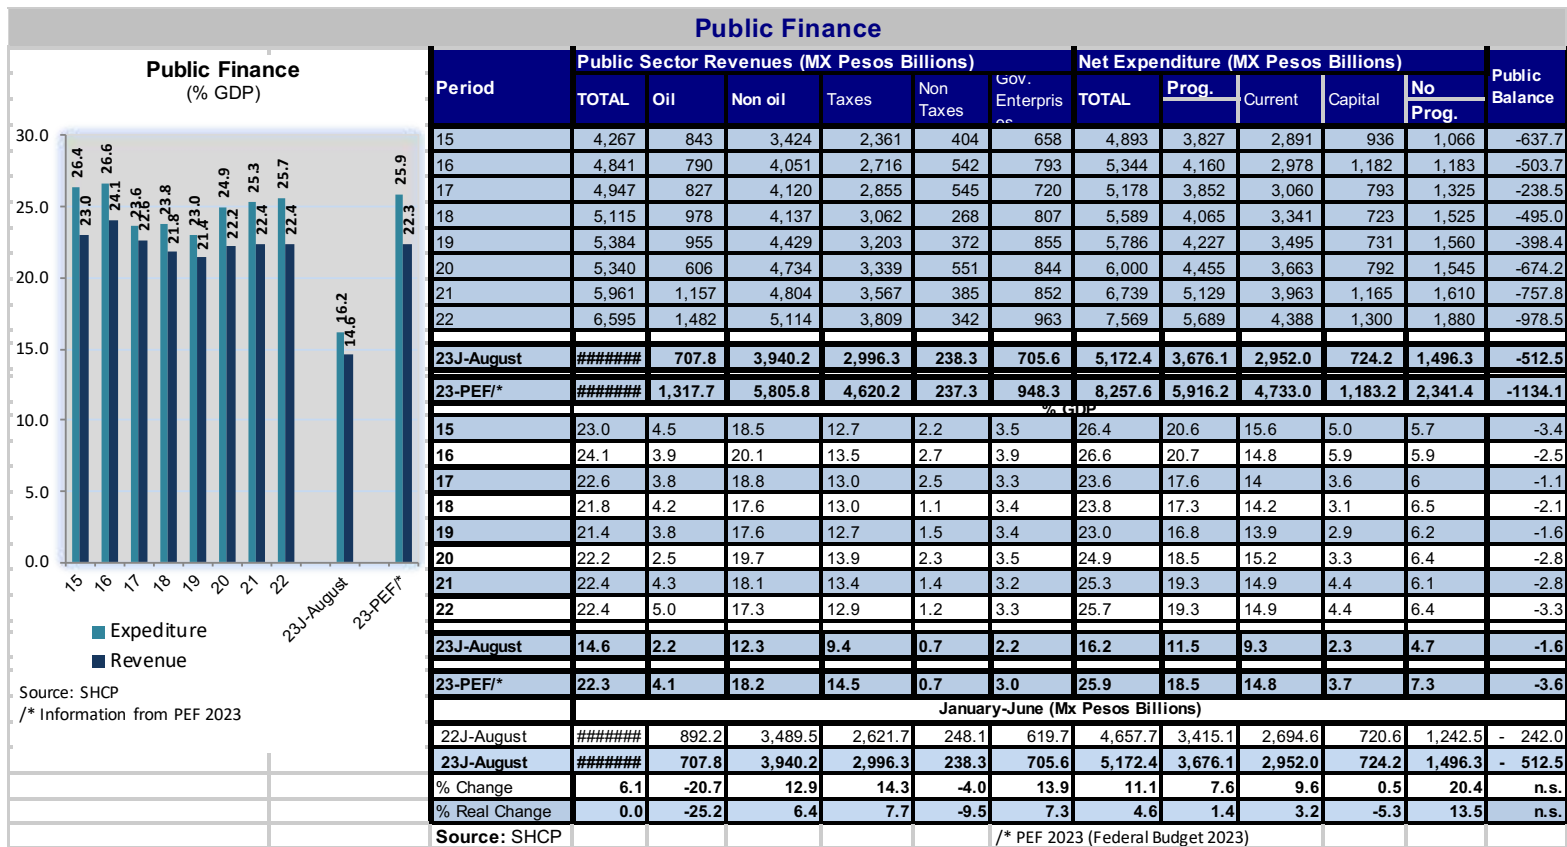 Public Finance
Public Finance
(% GDP)
30.0
25.0
20.0
15.0
10.0
5.0
0.0
26.4
23.0
26.6
24.1
23.6
22.6
23.8
21.8
23.0
21.4
24.9
22.2
25.3
22.4
25.7
22.4
16.2
14.6
25.9
22.3
15
16
17
18
19
20
21
22
23J-August
23-PEF/*
Expediture
Revenue
Source: SHCP
/* Information from PEF 2023
Period Public Sector Revenues (MX Pesos Billions) Net Expenditure (MX Pesos Billions) Public Balance
TOTAL Oil Non oil Taxes Non Taxes Gov. Enterprises TOTAL Prog. Current Capital No Prog.
15 4,267 843 3,424 2,361 404 658 4,893 3,827 2,891 936 1,066 -637.7
16 4,841 790 4,051 2,716 542 793 5,344 4,160 2,978 1,182 1,183 -503.7
17 4,947 827 4,120 2,855 545 720 5,178 3,852 3,060 793 1,325 -238.5
18 5,115 978 4,137 3,062 268 807 5,589 4,065 3,341 723 1,525 -495.0
19 5,384 955 4,429 3,203 372 855 5,786 4,227 3,495 731 1,560 -398.4
20 5,340 606 4,734 3,339 551 844 6,000 4,455 3,663 792 1,545 -674.2
21 5,961 1,157 4,804 3,567 385 852 6,739 5,129 3,963 1,165 1,610 -757.8
22 6,595 1,482 5,114 3,809 342 963 7,569 5,689 4,388 1,300 1,880 -978.5
23J-August ####### 707.8 3,940.2 2,996.3 238.3 705.6 5,172.4 3,676.1 2,952.0 724.2 1,496.3 -512.5
23-PEF/* ####### 1,317.7 5,805.8 4,620.2 237.3 948.3 8,257.6 5,916.2 4,733.0 1,183.2 2,341.4 -1134.1
% GDP
15 23.0 4.5 18.5 12.7 2.2 3.5 26.4 20.6 15.6 5.0 5.7 -3.4
16 24.1 3.9 20.1 13.5 2.7 3.9 26.6 20.7 14.8 5.9 5.9 -2.5
17 22.6 3.8 18.8 13.0 2.5 3.3 23.6 17.6 14 3.6 6 -1.1
18 21.8 4.2 17.6 13.0 1.1 3.4 23.8 17.3 14.2 3.1 6.5 -2.1
19 21.4 3.8 17.6 12.7 1.5 3.4 23.0 16.8 13.9 2.9 6.2 -1.6
20 22.2 2.5 19.7 13.9 2.3 3.5 24.9 18.5 15.2 3.3 6.4 -2.8
21 22.4 4.3 18.1 13.4 1.4 3.2 25.3 19.3 14.9 4.4 6.1 -2.8
22 22.4 5.0 17.3 12.9 1.2 3.3 25.7 19.3 14.9 4.4 6.4 -3.3
23J-August 14.6 2.2 12.3 9.4 0.7 2.2 16.2 11.5 9.3 2.3 4.7 -1.6
23-PEF/* 22.3 4.1 18.2 14.5 0.7 3.0 25.9 18.5 14.8 3.7 7.3 -3.6
January-June (Mx Pesos Billions)
22J-August ####### 892.2 3,489.5 2,621.7 248.1 619.7 4,657.7 3,415.1 2,694.6 720.6 1,242.5 - 242.0
23J-August ####### 707.8 3,940.2 2,996.3 238.3 705.6 5,172.4 3,676.1 2,952.0 724.2 1,496.3 - 512.5
% Change 6.1 -20.7 12.9 14.3 -4.0 13.9 11.1 7.6 9.6 0.5 20.4 n.s.
% Real Change 0.0 -25.2 6.4 7.7 -9.5 7.3 4.6 1.4 3.2 -5.3 13.5 n.s.
Source: SHCP /* PEF 2023 (Federal Budget 2023)